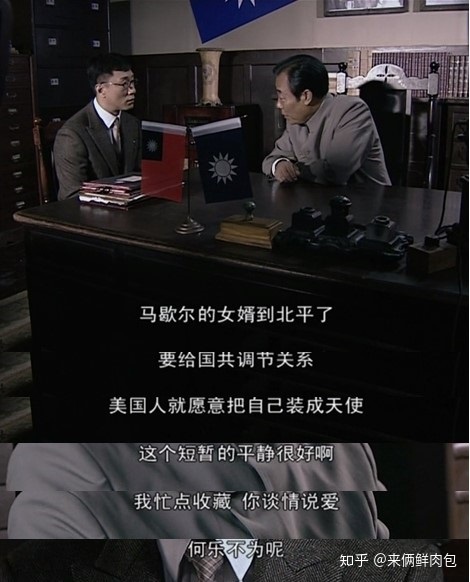 马歇尔的女婿到北平了
要给国共调节关系
美国人就愿意把自己装成天使
这个短暂的平静很好啊
我忙点收藏 你谈情说爱
何乐不为呢
知乎 @来俩鲜肉包